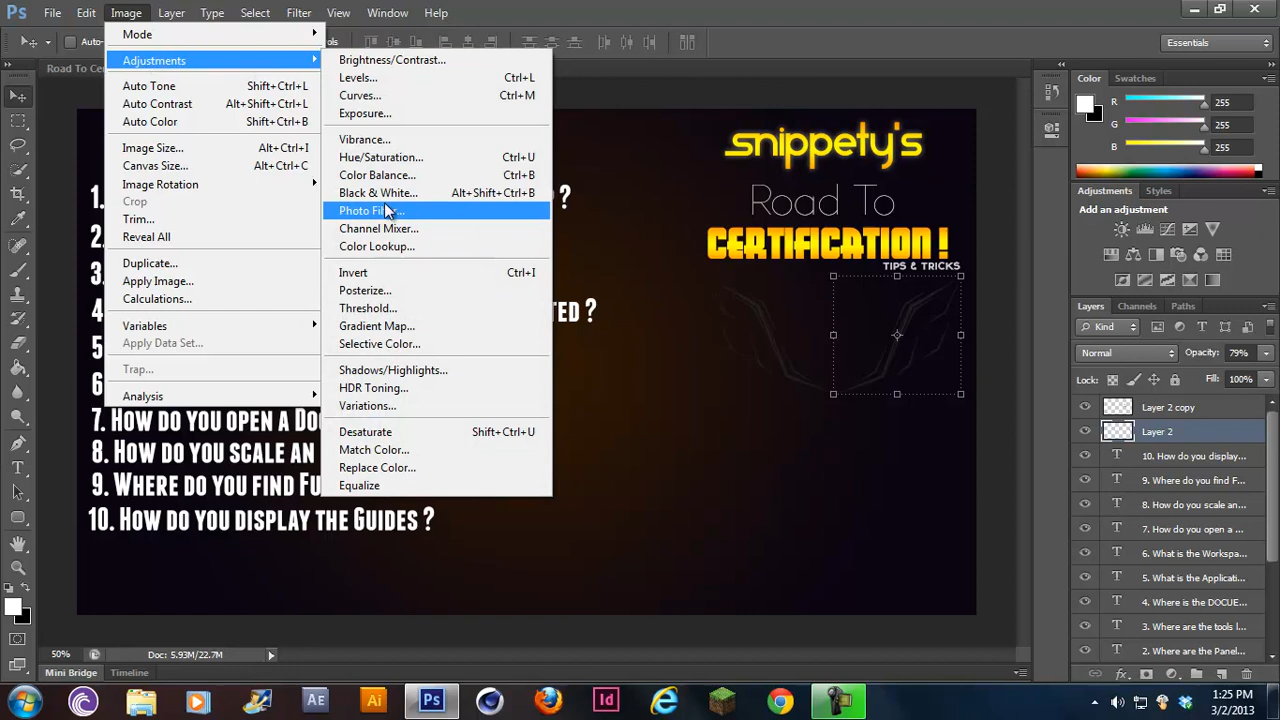 Ps File Edit Image Layer Type Select Filter View Window Help
Mode
Adjustments
Auto Tone Shift+Ctrl+L
Auto Contrast Alt+Shift+Ctrl+L
Auto Color Shift+Ctrl+B
Image Size... Alt+Ctrl+I
Canvas Size... Alt+Ctrl+C
Image Rotation
Crop
Trim...
Reveal All
Duplicate...
Apply Image...
Calculations...
Variables
Apply Data Set...
Trap...
Analysis
Brightness/Contrast...
Levels... Ctrl+L
Curves... Ctrl+M
Exposure...
Vibrance...
Hue/Saturation... Ctrl+U
Color Balance... Ctrl+B
Black & White... Alt+Shift+Ctrl+B
Photo
Channel Mixer...
Color Lookup...
Invert Ctrl+I
Posterize...
Threshold...
Gradient Map...
Selective Color...
Shadows/Highlights...
HDR Toning...
Variations...
Desaturate Shift+Ctrl+U
Match Color...
Replace Color...
Equalize
Auto-
ols
Essentials
Road To Ce
1. ?
2.
3.
4 TED ?
5
6
7. How do you open a Do
8. How do you scale an
9. Where do you find Fu
10. How do you display the Guides ?
Snippety's
Road To
CERTIFICATION !
TIPS & TRICKS
Color Swatches
R 255
G 255
B 255
Adjustments Styles
Add an adjustment
Layers Channels Paths
Kind
Normal Opacity: 79%
Lock: Fill: 100%
Layer 2 copy
Layer 2
T 10. How do you display...
T 9. Where do you find F...
T 8. How do you scale an...
T 7. How do you open a ...
T 6. What is the Workspa...
T 5. What is the Applicati...
T 4. Where is the DOCUE...
T 3. Where are the tools l...
T 2. Where are the Panel...
50% Doc: 5.93M/22.7M
Mini Bridge Timeline
Ae Ai Ps Id
1:25 PM
3/2/2013